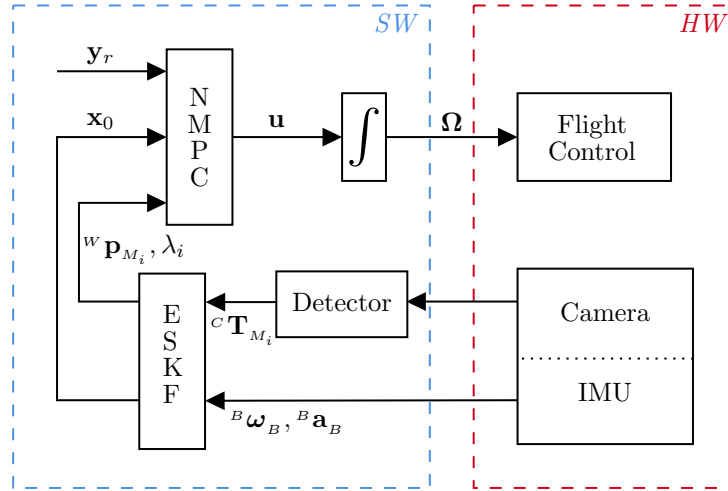 SW
HW
𝐲_r
𝐱_0
N
M
P
C
𝐮
∫
𝛀
Flight
Control
^W 𝐩_{M_i}, λ_i
E
S
K
F
^C 𝐓_{M_i}
Detector
Camera
IMU
^B 𝝎_B, ^B 𝐚_B